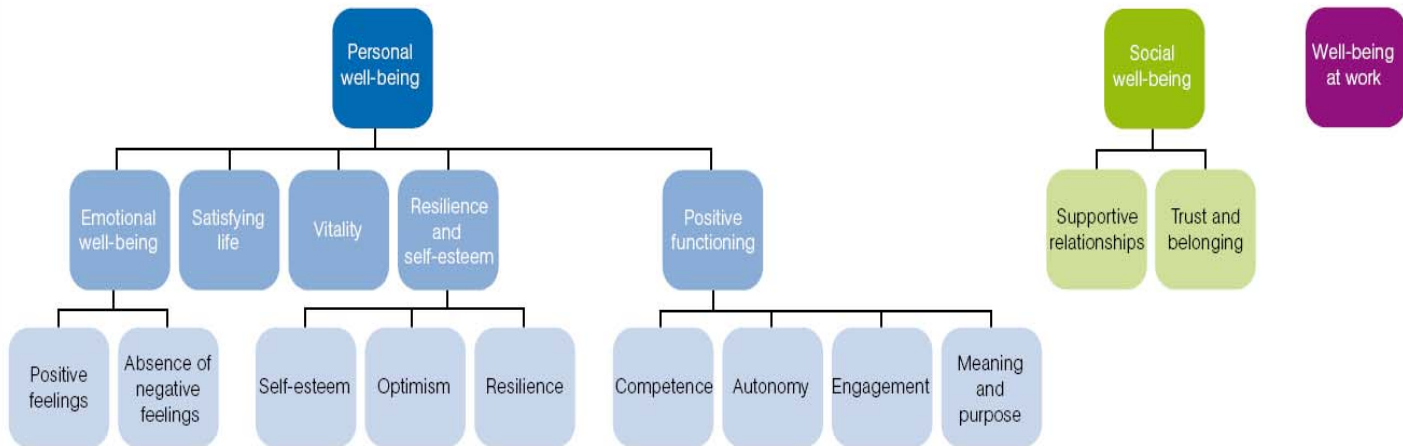 Personal
well-being
Social
well-being
Well-being
at work
Emotional
well-being
Satisfying
life
Vitality
Resilience
and
self-esteem
Positive
functioning
Supportive
relationships
Trust and
belonging
Positive
feelings
Absence of
negative
feelings
Self-esteem
Optimism
Resilience
Competence
Autonomy
Engagement
Meaning
and
purpose